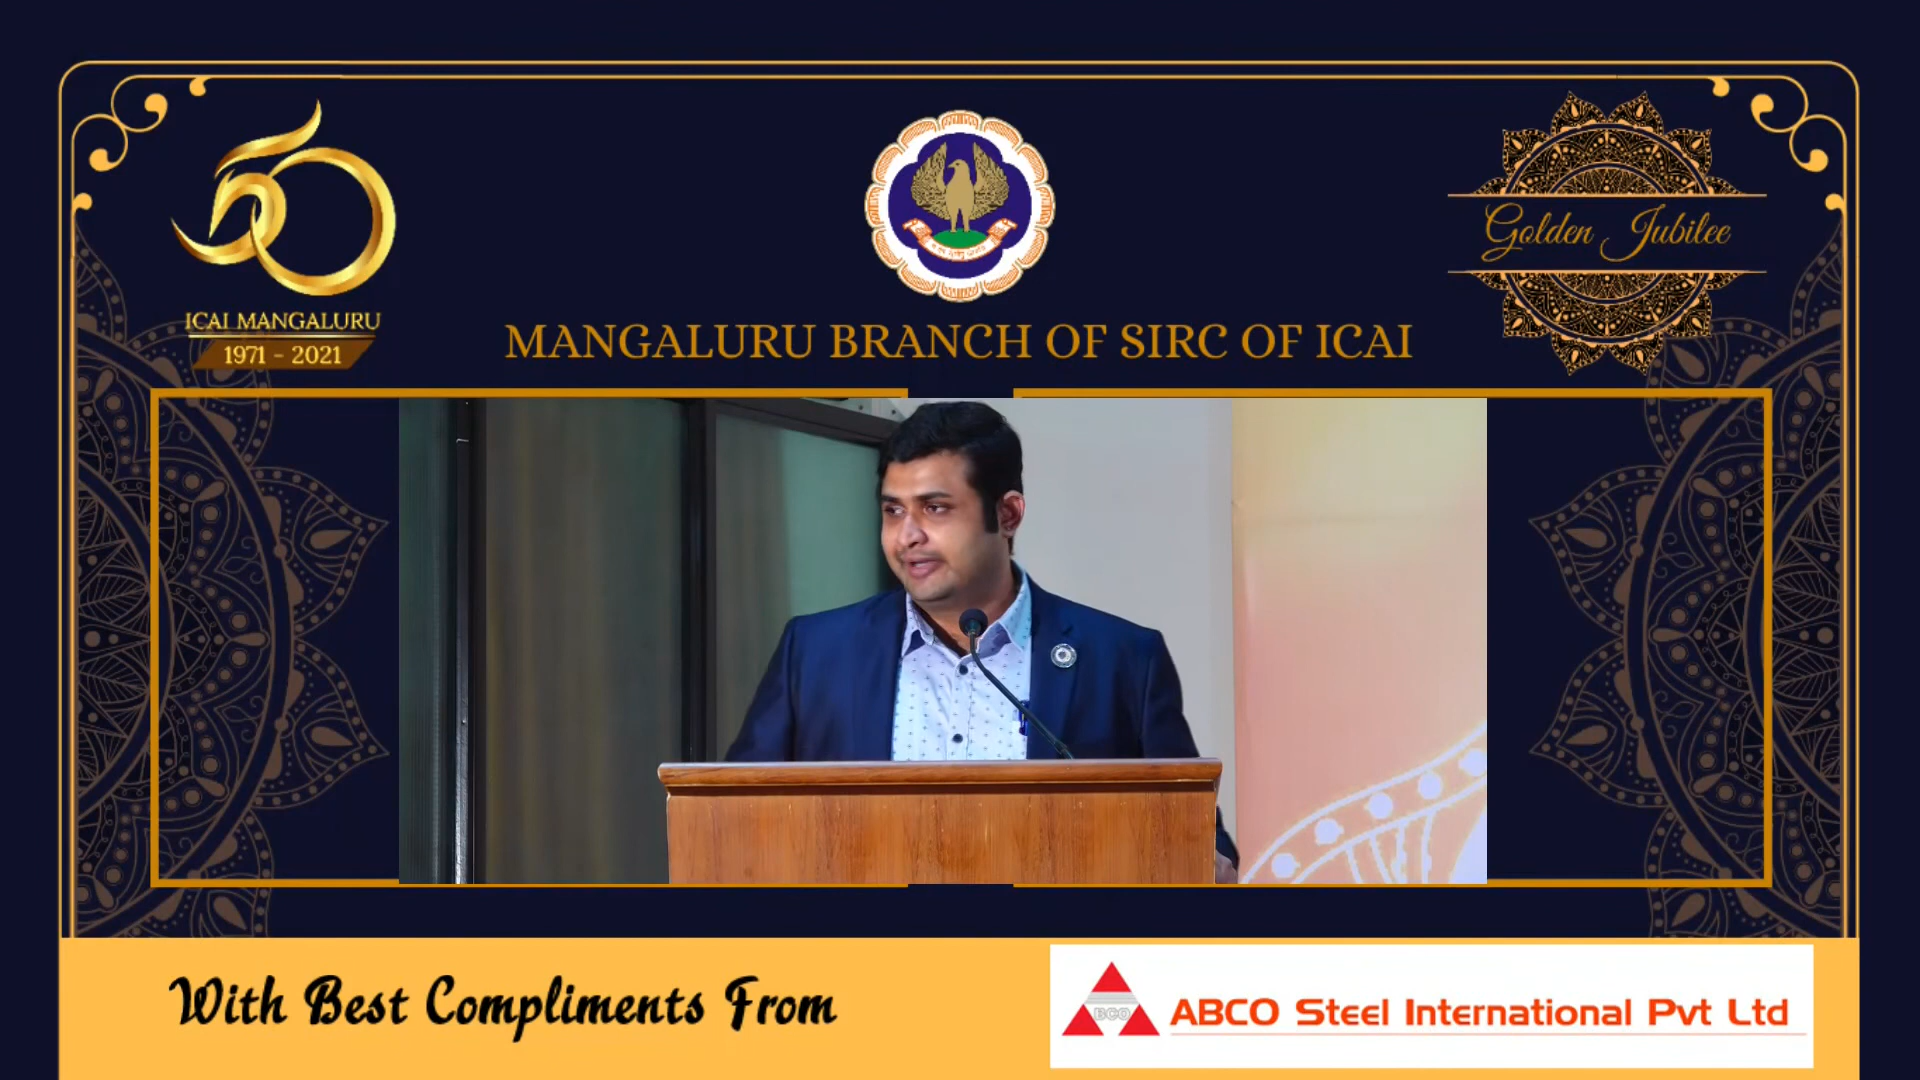 ICAI MANGALURU
1971 - 2021
Golden Jubilee
MANGALURU BRANCH OF SIRC OF ICAI
With Best Compliments From
BCO
ABCO Steel International Pvt Ltd